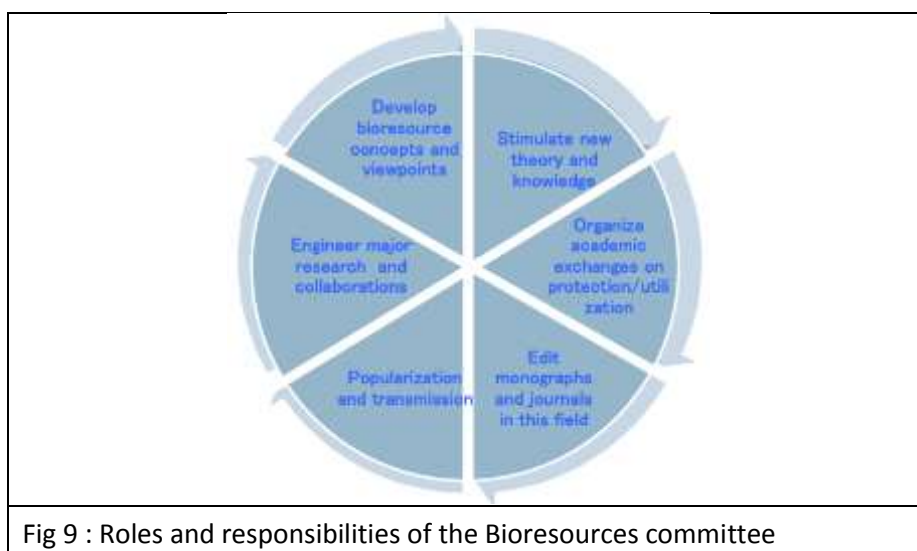 Develop
bioresource
concepts and
viewpoints
Stimulate new
theory and
knowledge
Organize
academic
exchanges on
protection/utili
zation
Edit
monographs
and journals
in this field
Popularization
and transmission
Engineer major
research and
collaborations
Fig 9 : Roles and responsibilities of the Bioresources committee